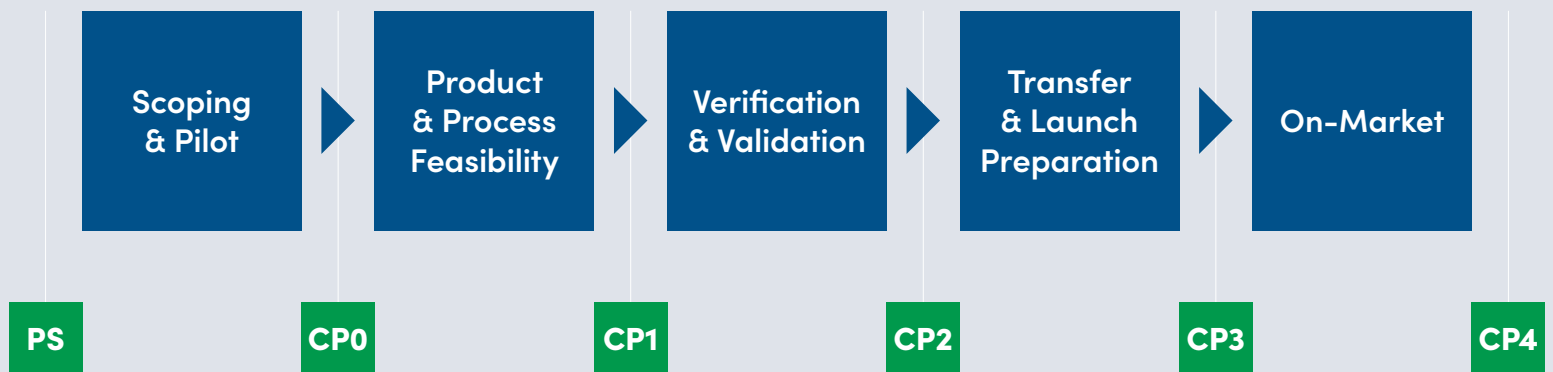 Scoping
& Pilot
Product
& Process
Feasibility
Verification
& Validation
Transfer
& Launch
Preparation
On-Market
PS
CP0
CP1
CP2
CP3
CP4